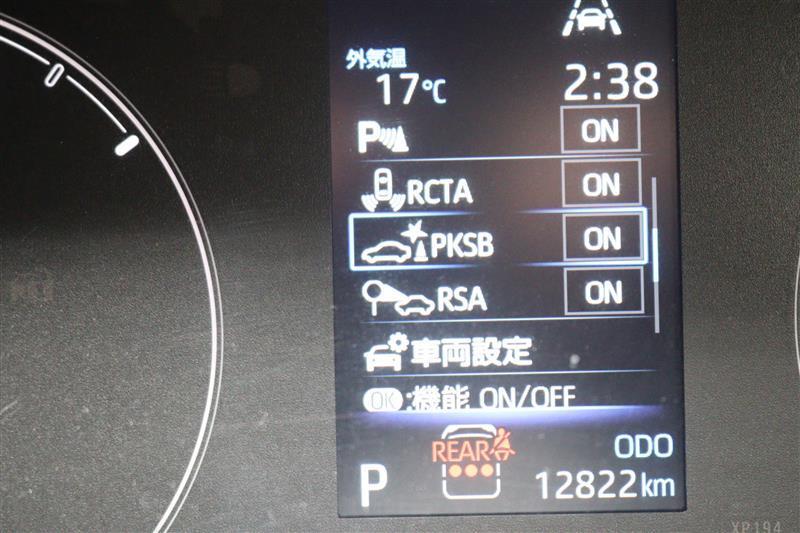 外気温
17℃ 2:38
P ON
RCTA ON
PKSB ON
RSA ON
車両設定
OK:機能 ON/OFF
REAR ODO
P 12822km
XP194